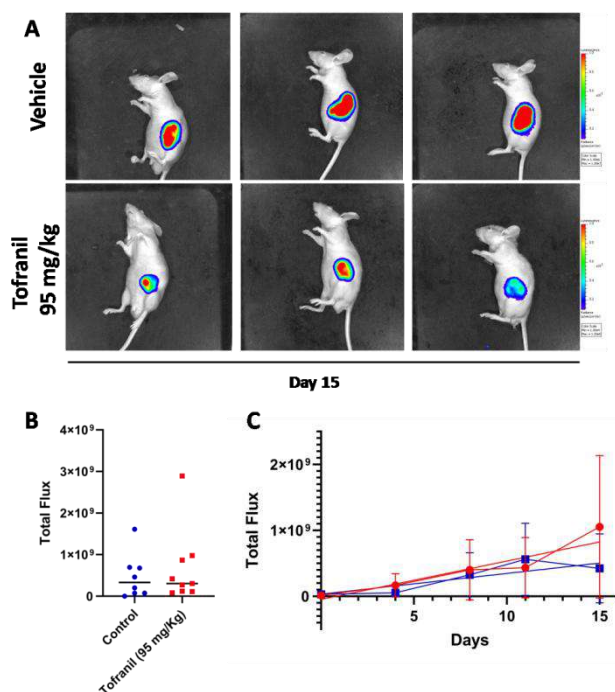 A
Vehicle
Tofranil
95 mg/kg
Day 15
B
Total Flux
4×10⁹
3×10⁹
2×10⁹
1×10⁹
0
Control
Tofranil (95 mg/Kg)
C
Total Flux
2×10⁹
1×10⁹
0
5
10
15
Days